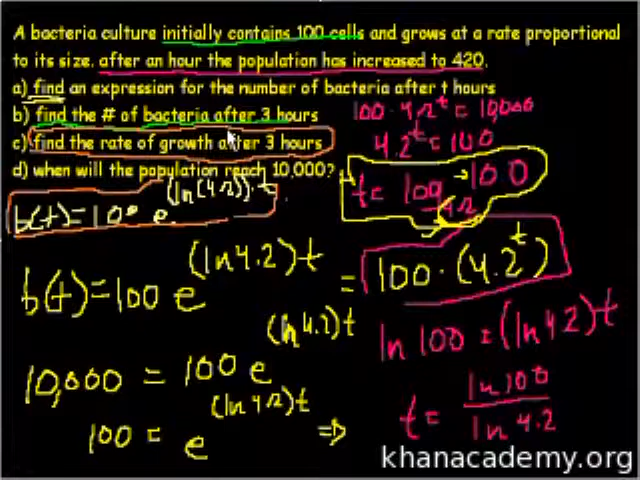 A bacteria culture initially contains 100 cells and grows at a rate proportional
to its size. after an hour the population has increased to 420.
a) find an expression for the number of bacteria after t hours
b) find the # of bacteria after 3 hours
c) find the rate of growth after 3 hours
d) when will the population reach 10,000?
100 · 4.2^t = 10,000
4.2^t = 100
t = log_4.2 100
b(t) = 100 e^(ln(4.2))t
b(t) = 100 e^(ln 4.2)t = 100 · (4.2^t)
10,000 = 100 e^(ln 4.2)t
100 = e^(ln 4.2)t ⇒
ln 100 = (ln 4.2)t
t = ln 100 / ln 4.2
khanacademy.org